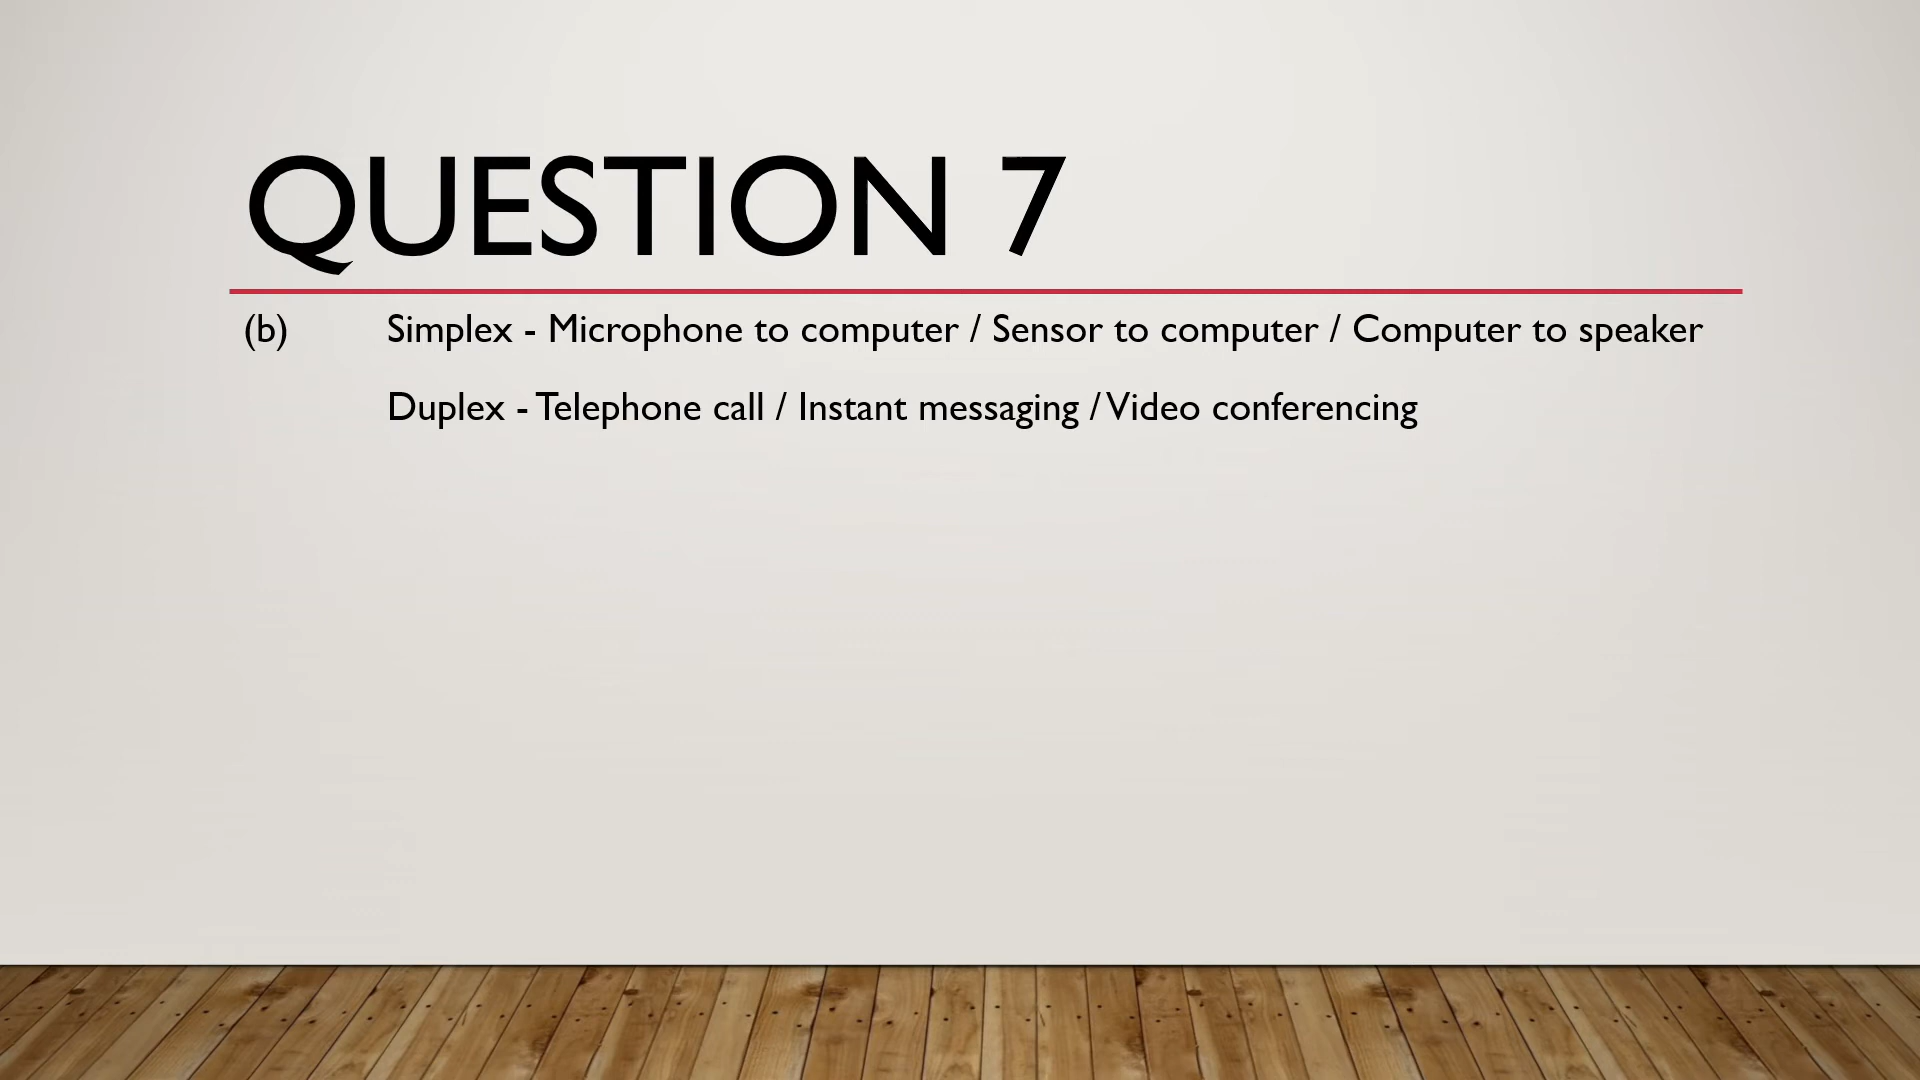 QUESTION 7
(b) Simplex - Microphone to computer / Sensor to computer / Computer to speaker
Duplex - Telephone call / Instant messaging / Video conferencing